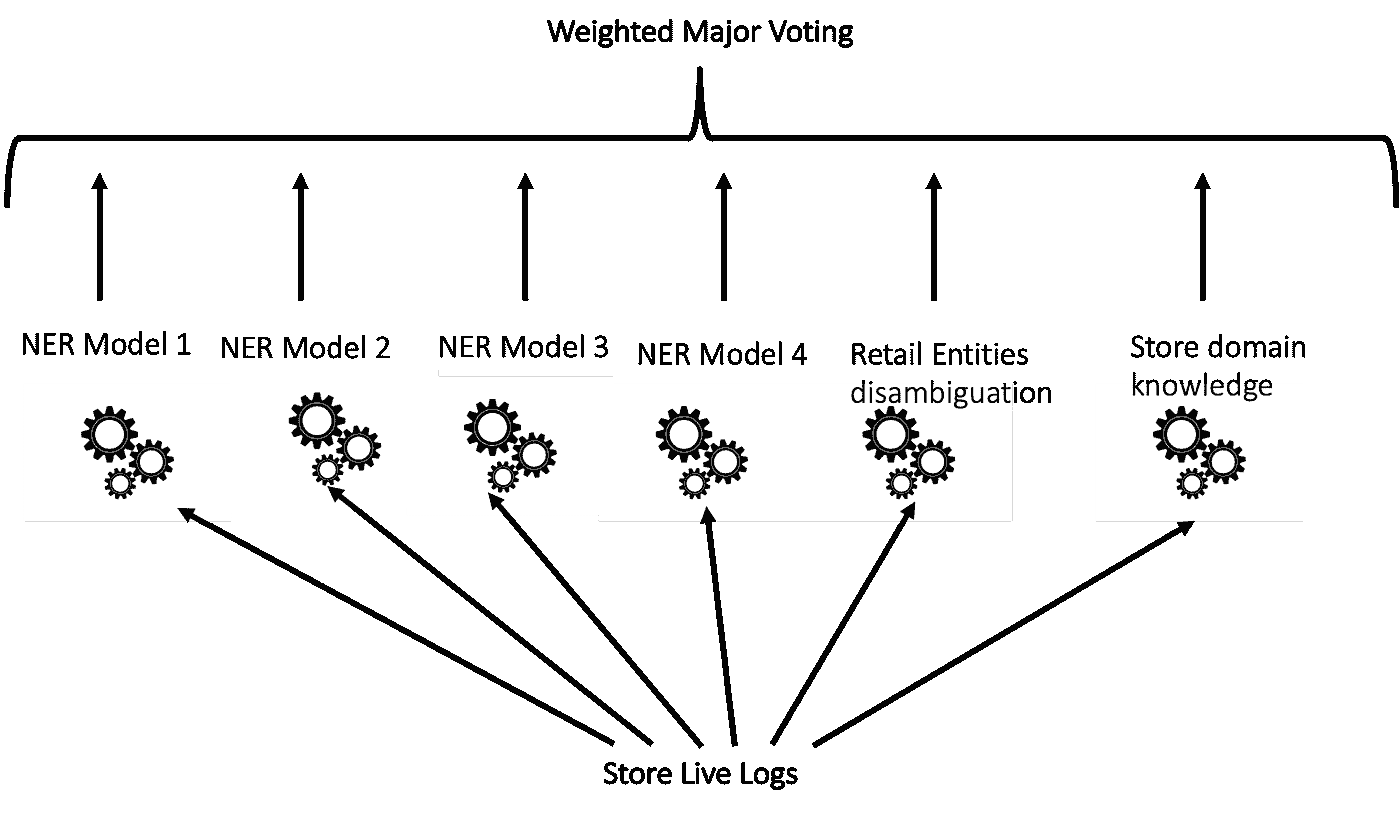 Weighted Major Voting
NER Model 1
NER Model 2
NER Model 3
NER Model 4
Retail Entities
disambiguation
Store domain
knowledge
Store Live Logs